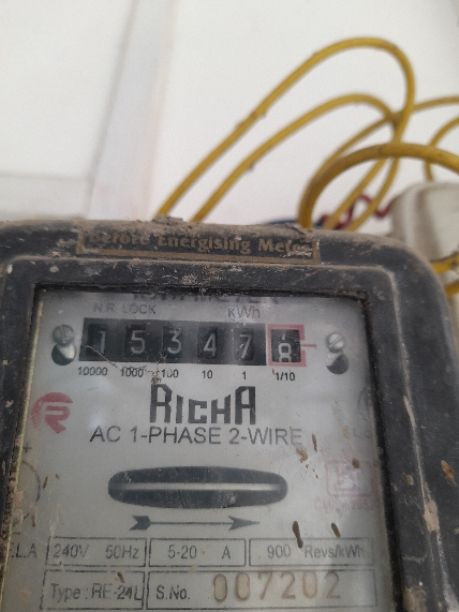 Before Energising Meter
N.R. LOCK kWh
1 5 3 4 7 8
10000 1000 100 10 1 1/10
RICHA
AC 1-PHASE 2-WIRE
240V 50Hz 5-20 A 900 Revs/kWh
Type : RE-24L S.No. 007202